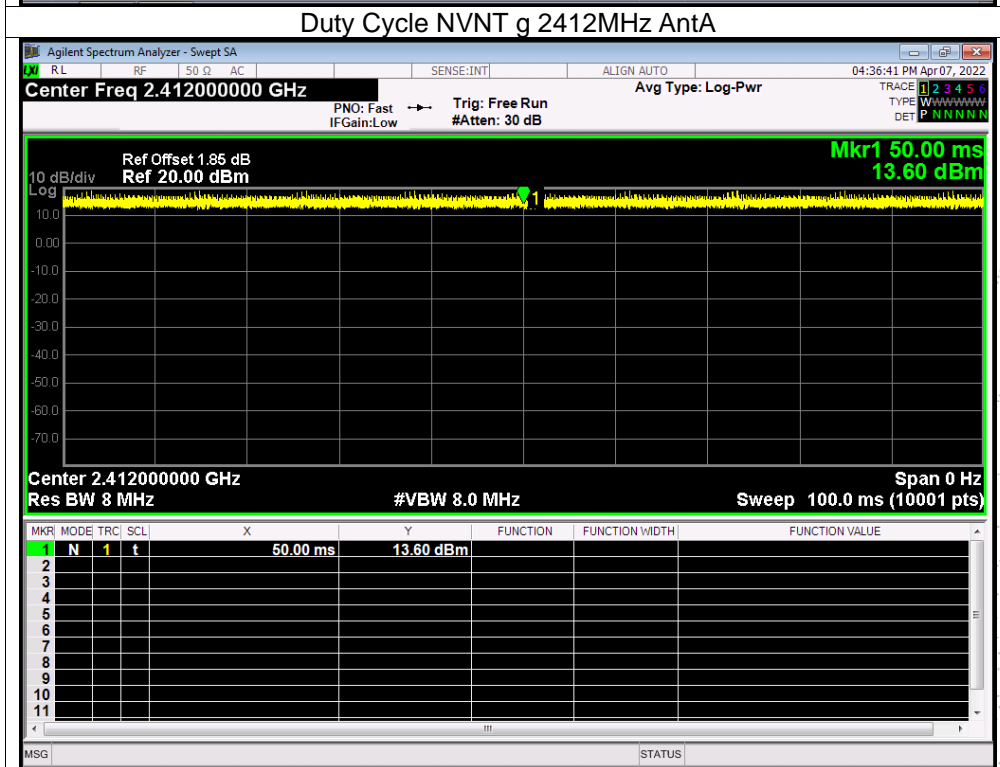 Duty Cycle NVNT g 2412MHz AntA
Agilent Spectrum Analyzer - Swept SA
LXI RL RF 50 Ω AC SENSE:INT ALIGN AUTO 04:36:41 PM Apr 07, 2022
Center Freq 2.412000000 GHz Avg Type: Log-Pwr TRACE 1 2 3 4 5 6
PNO: Fast Trig: Free Run TYPE WWWWWW
IFGain:Low #Atten: 30 dB DET P N N N N N
Mkr1 50.00 ms
13.60 dBm
Ref Offset 1.85 dB
10 dB/div Ref 20.00 dBm
Log
1
10.0
0.00
-10.0
-20.0
-30.0
-40.0
-50.0
-60.0
-70.0
Center 2.412000000 GHz Span 0 Hz
Res BW 8 MHz #VBW 8.0 MHz Sweep 100.0 ms (10001 pts)
MKR MODE TRC SCL X Y FUNCTION FUNCTION WIDTH FUNCTION VALUE
1 N 1 t 50.00 ms 13.60 dBm
2
3
4
5
6
7
8
9
10
11
MSG STATUS